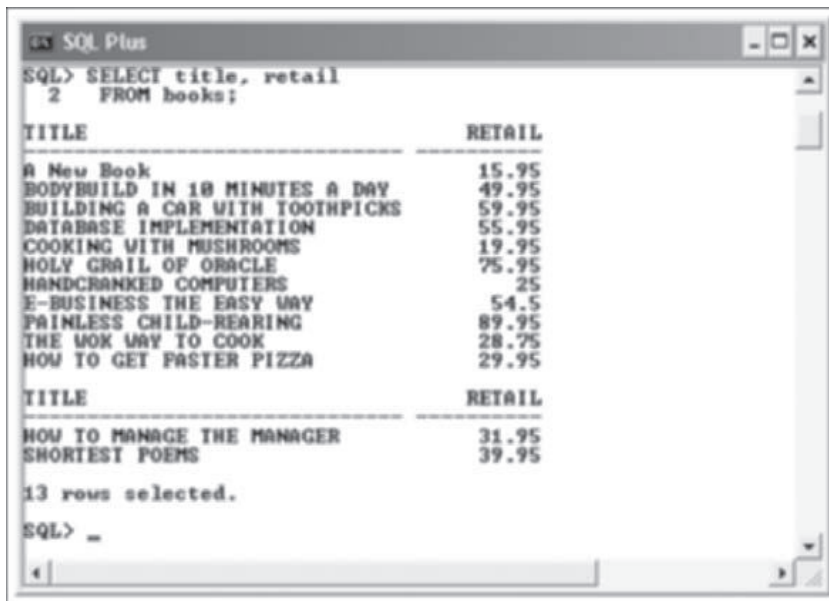 SQL Plus
SQL> SELECT title, retail
2 FROM books;
TITLE RETAIL
------------------------------ ----------
A New Book 15.95
BODYBUILD IN 10 MINUTES A DAY 49.95
BUILDING A CAR WITH TOOTHPICKS 59.95
DATABASE IMPLEMENTATION 55.95
COOKING WITH MUSHROOMS 19.95
HOLY GRAIL OF ORACLE 75.95
HANDCRANKED COMPUTERS 25
E-BUSINESS THE EASY WAY 54.5
PAINLESS CHILD-REARING 89.95
THE WOK WAY TO COOK 28.75
HOW TO GET FASTER PIZZA 29.95
TITLE RETAIL
------------------------------ ----------
HOW TO MANAGE THE MANAGER 31.95
SHORTEST POEMS 39.95
13 rows selected.
SQL> _